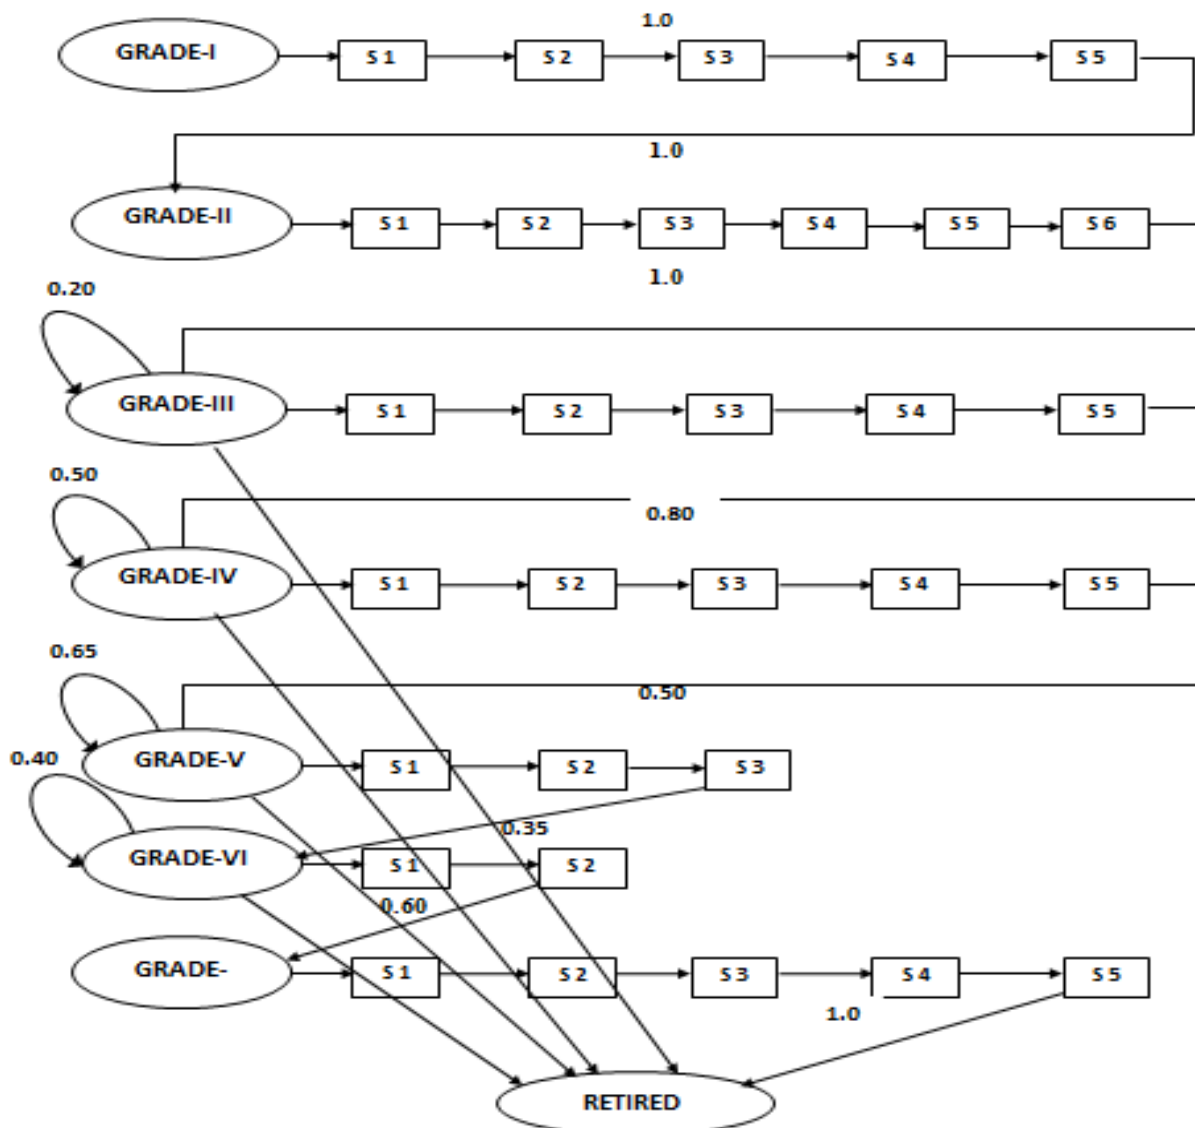 1.0
GRADE-I S 1 S 2 S 3 S 4 S 5
1.0
GRADE-II S 1 S 2 S 3 S 4 S 5 S 6
1.0
0.20
GRADE-III S 1 S 2 S 3 S 4 S 5
0.50
0.80
GRADE-IV S 1 S 2 S 3 S 4 S 5
0.65
0.50
GRADE-V S 1 S 2 S 3
0.40
0.35
GRADE-VI S 1 S 2
0.60
GRADE- S 1 S 2 S 3 S 4 S 5
1.0
RETIRED